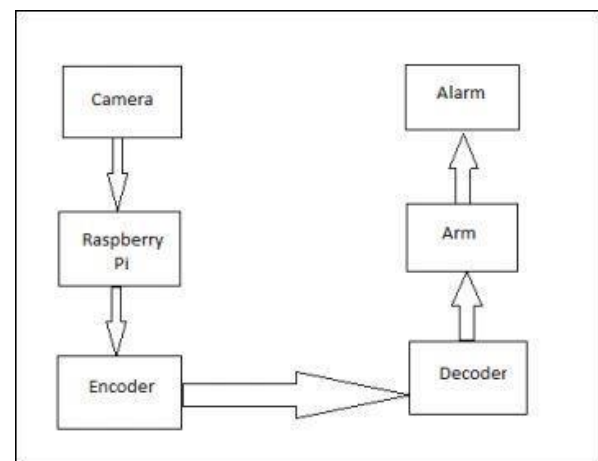 Camera
Alarm
Raspberry
Pi
Arm
Encoder
Decoder